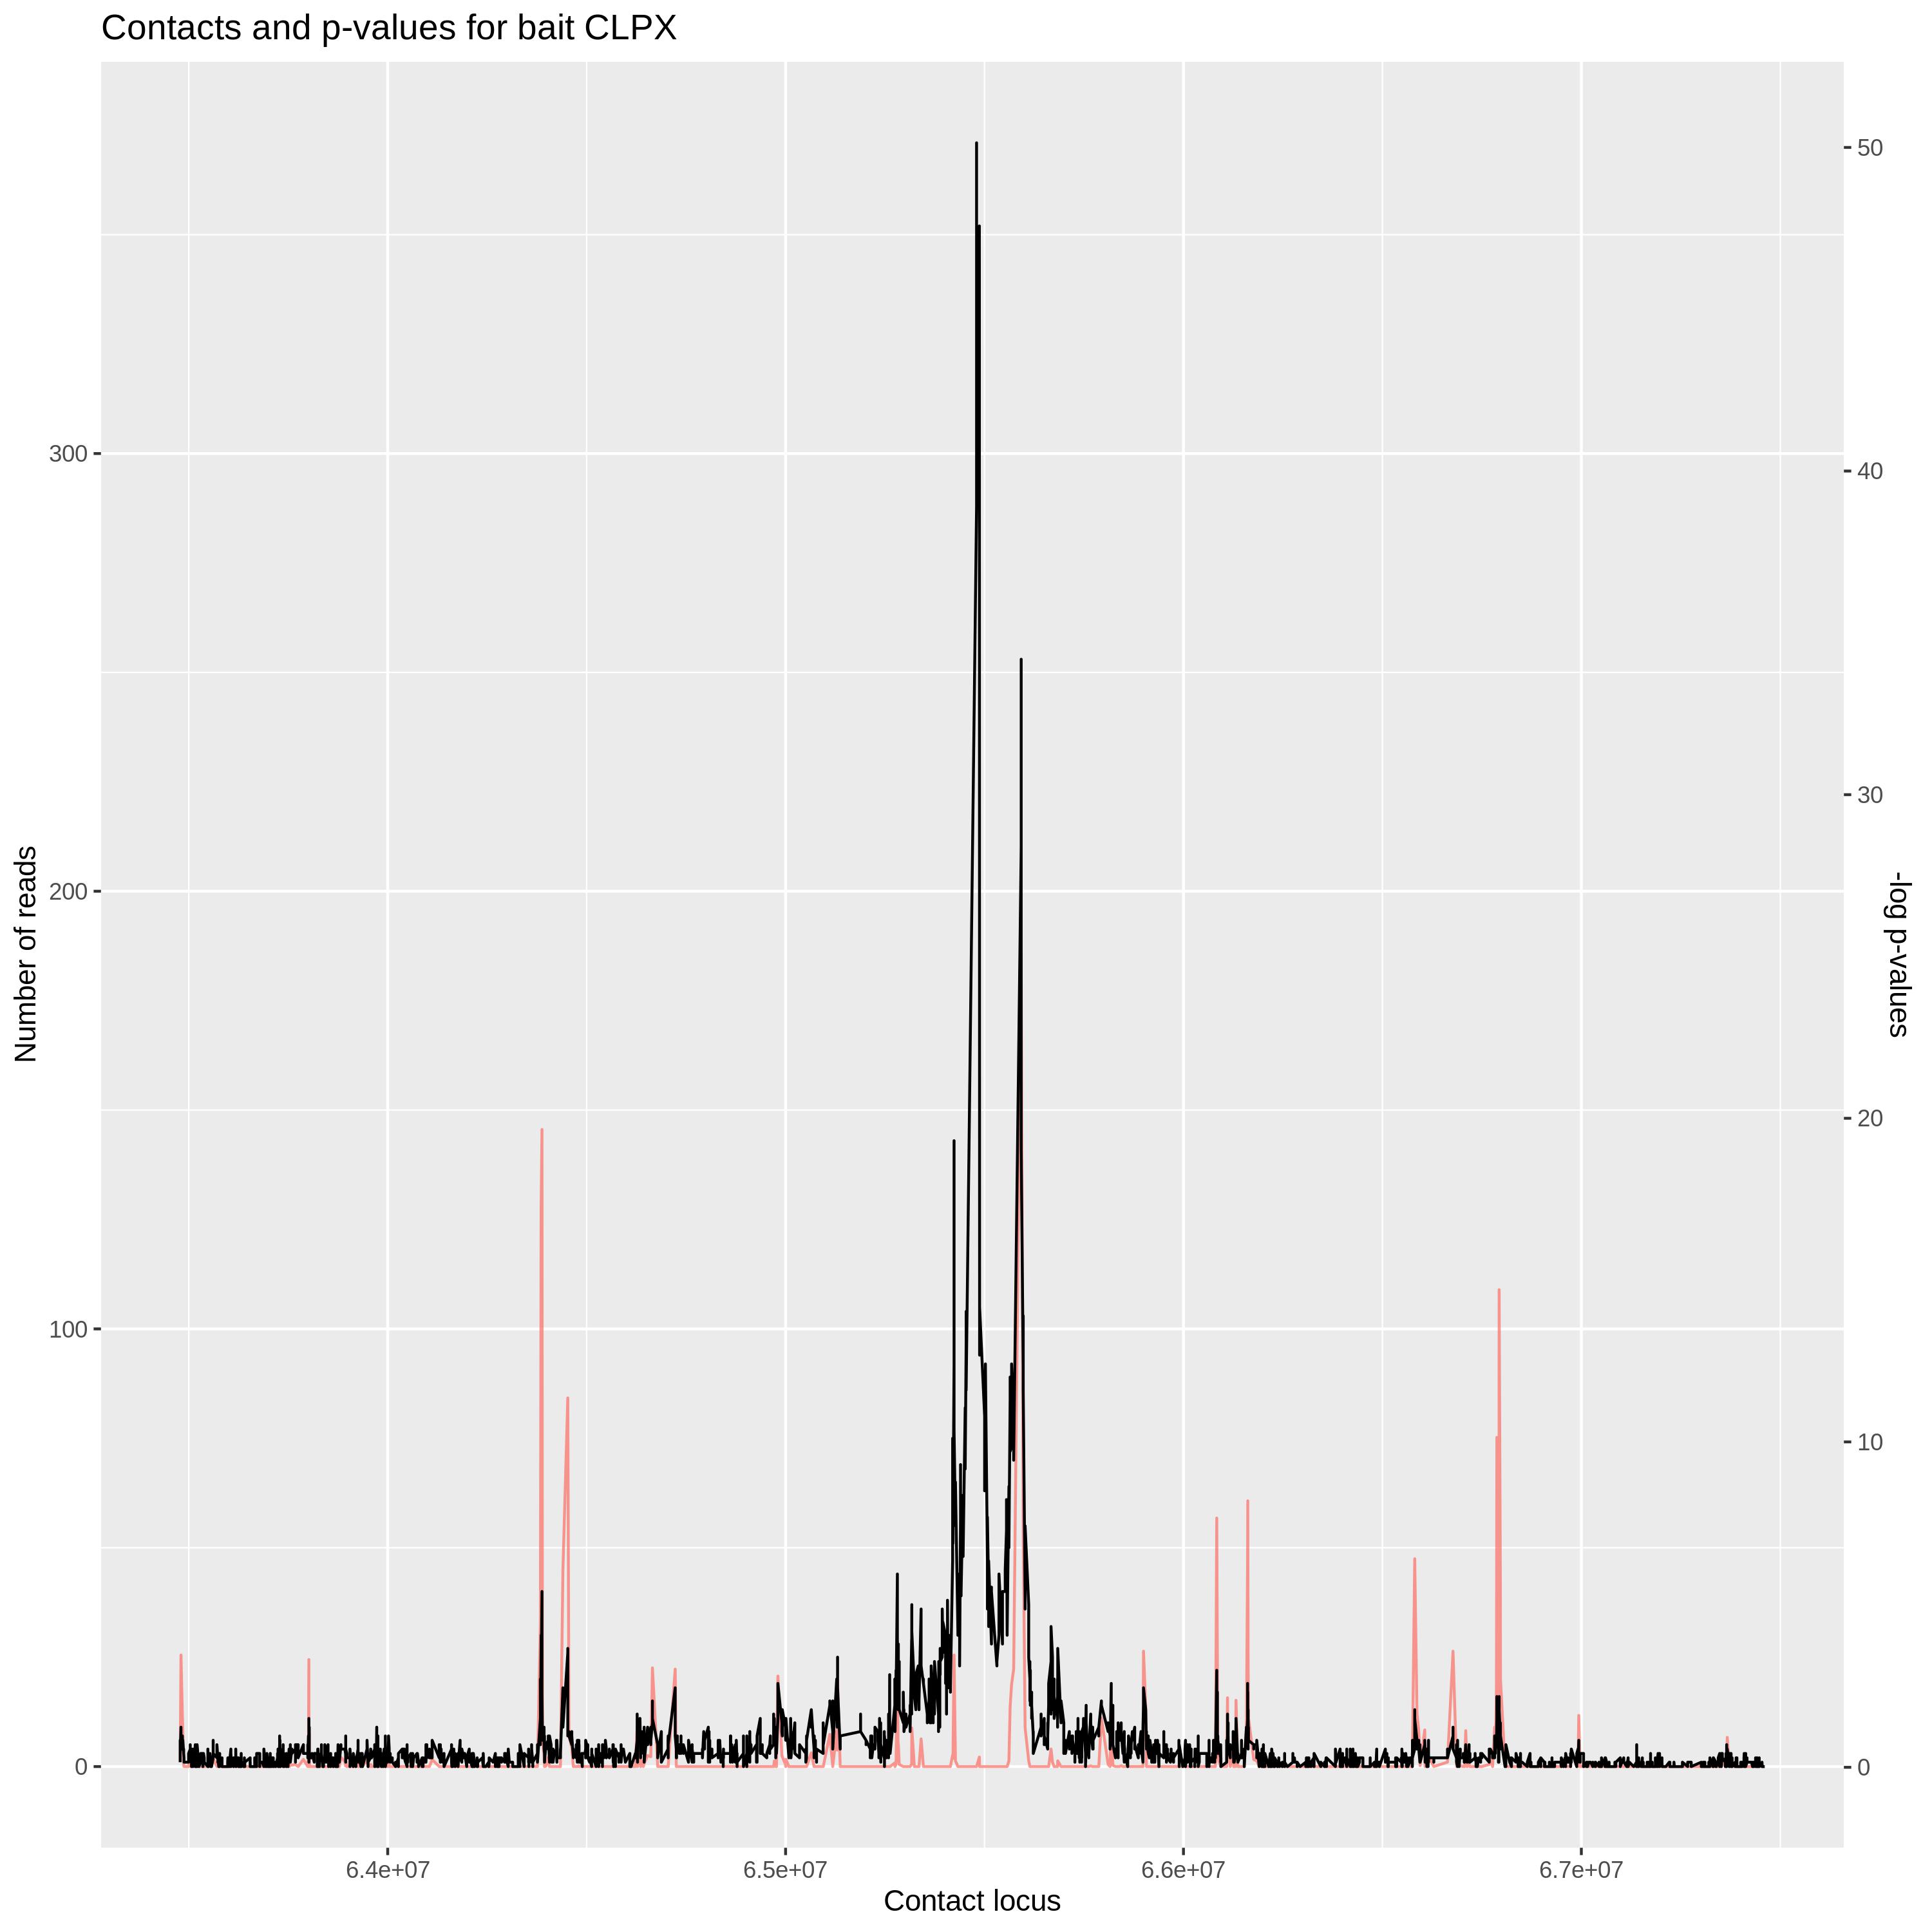 Contacts and p-values for bait CLPX
Number of reads
300
200
100
0
50
40
30
20
10
0
-log p-values
6.4e+07 6.5e+07 6.6e+07 6.7e+07
Contact locus